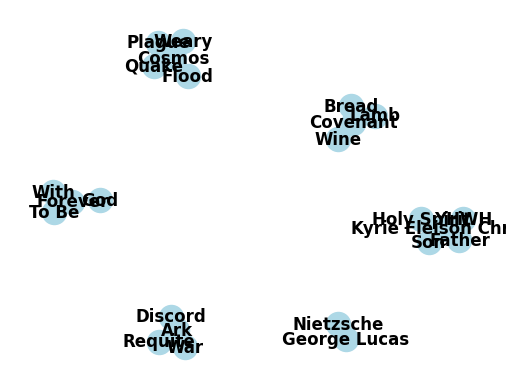 Plague
Weary
Cosmos
Quake
Flood
Bread
Lamb
Covenant
Wine
With
God
Forever
To Be
Holy Spirit
YHWH
Kyrie Eleison Chr
Son
Father
Discord
Ark
Requite
War
Nietzsche
George Lucas